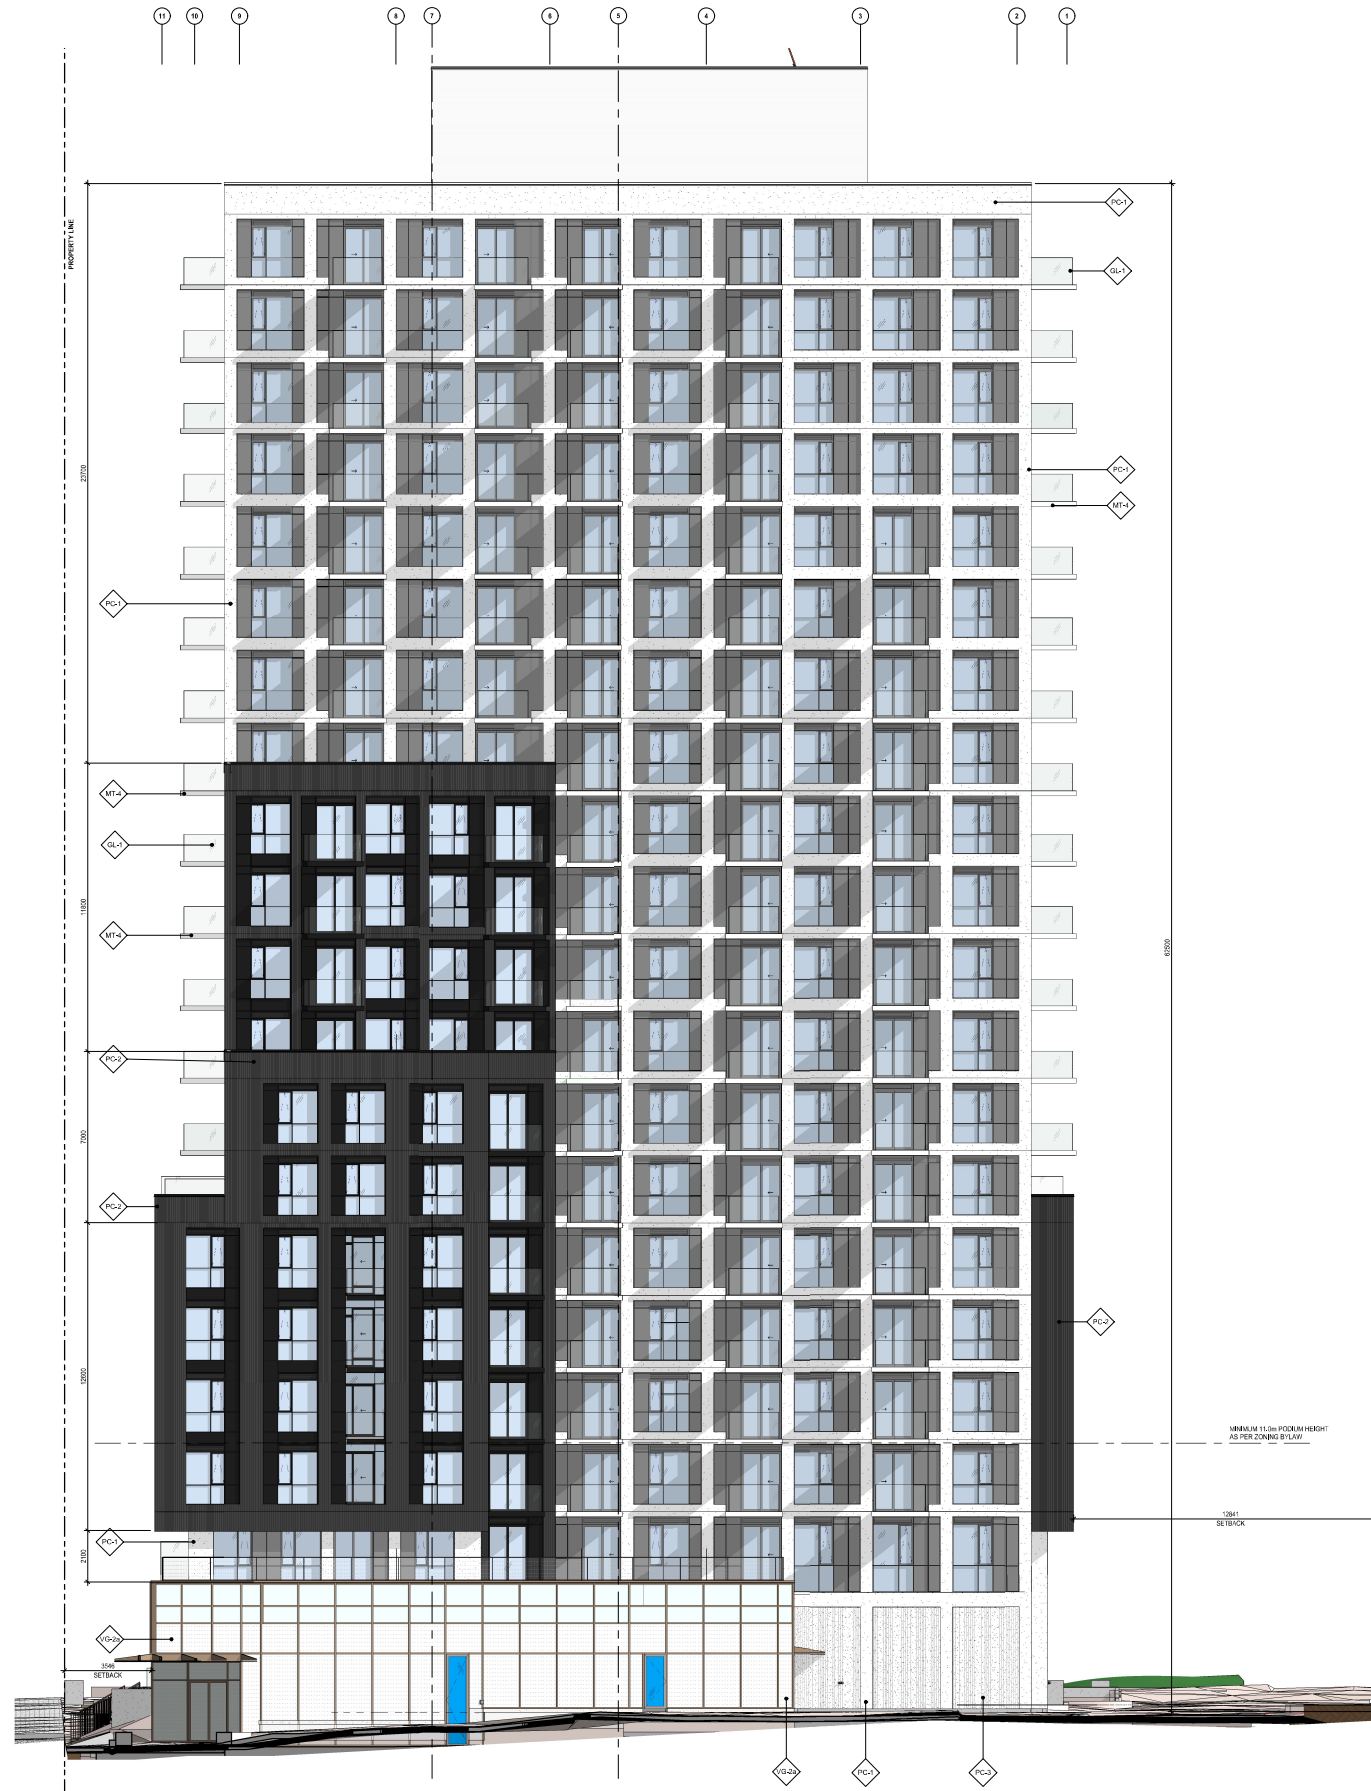 11 10 9 8 7 6 5 4 3 2 1
PROPERTY LINE
PC-1
GL-1
23700
PC-1
MT-4
PC-1
MT-4
GL-1
11800
MT-4
62500
PC-2
7000
PC-2
PC-2
12600
MINIMUM 11.0m PODIUM HEIGHT
AS PER ZONING BYLAW
12841
SETBACK
PC-1
2100
VG-2a
3546
SETBACK
VG-2a
PC-1
PC-3